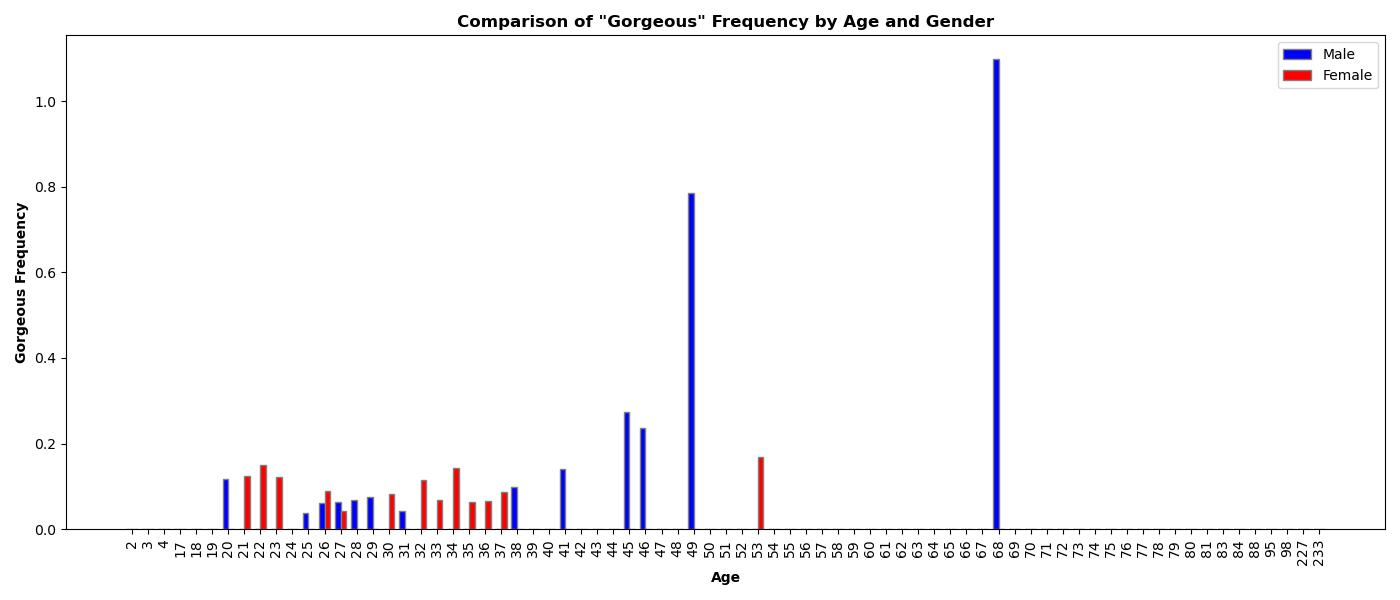 Comparison of "Gorgeous" Frequency by Age and Gender
Male
Female
Gorgeous Frequency
1.0
0.8
0.6
0.4
0.2
0.0
2 3 4 17 18 19 20 21 22 23 24 25 26 27 28 29 30 31 32 33 34 35 36 37 38 39 40 41 42 43 44 45 46 47 48 49 50 51 52 53 54 55 56 57 58 59 60 61 62 63 64 65 66 67 68 69 70 71 72 73 74 75 76 77 78 79 80 81 83 84 88 95 98 227 233
Age